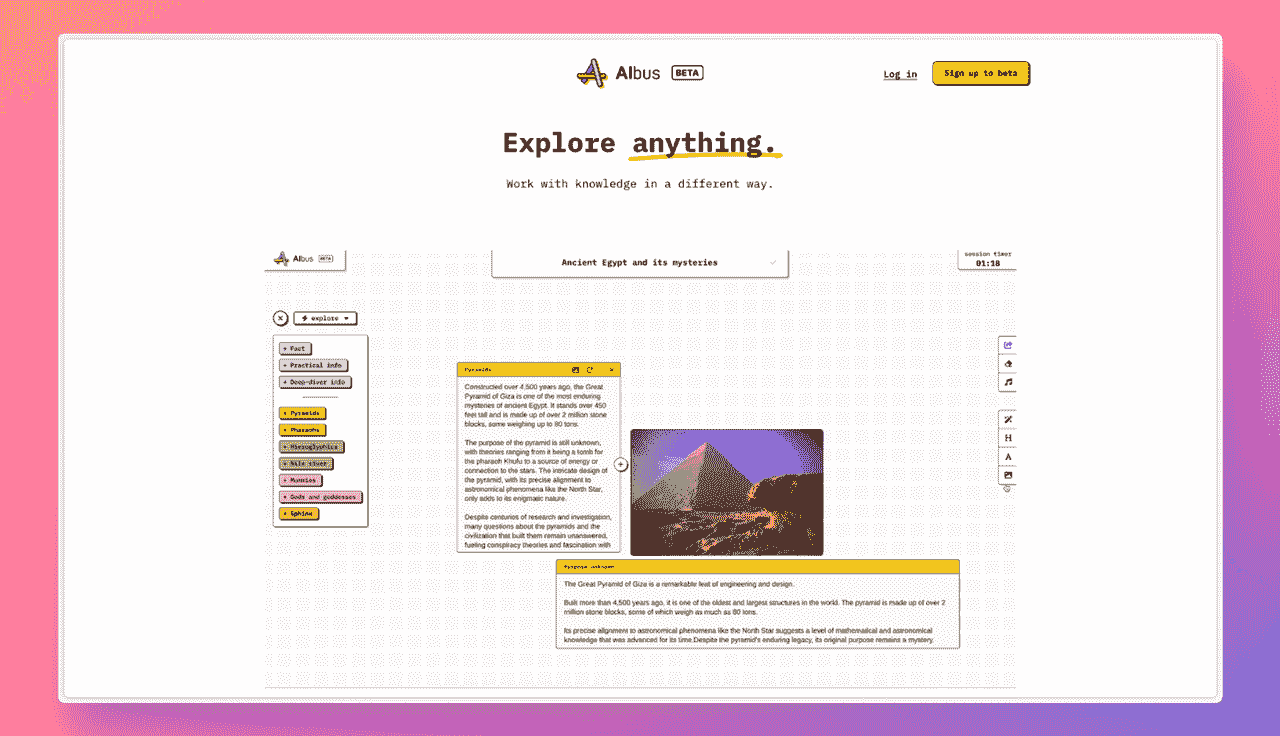 AIbus BETA
Log in
Sign up to beta
Explore anything.
Work with knowledge in a different way.
AIbus BETA
Ancient Egypt and its mysteries
session timer
01:18
explore
+ Fact
+ Practical info
+ Deep-diver info
+ Pyramids
+ Pharaohs
+ Hieroglyphics
+ Nile river
+ Mummies
+ Gods and goddesses
+ Sphinx
Pyramids
Constructed over 4,500 years ago, the Great
Pyramid of Giza is one of the most enduring
mysteries of ancient Egypt. It stands over 450
feet tall and is made up of over 2 million stone
blocks, some weighing up to 80 tons.
The purpose of the pyramid is still unknown,
with theories ranging from it being a tomb for
the pharaoh Khufu to a source of energy or
connection to the stars. The intricate design of
the pyramid, with its precise alignment to
astronomical phenomena like the North Star,
only adds to its enigmatic nature.
Despite centuries of research and investigation,
many questions about the pyramids and the
civilization that built them remain unanswered,
fueling conspiracy theories and fascination with
H
A
The Great Pyramid of Giza is a remarkable feat of engineering and design.
Built more than 4,500 years ago, it is one of the oldest and largest structures in the world. The pyramid is made up of over 2
million stone blocks, some of which weigh as much as 80 tons.
Its precise alignment to astronomical phenomena like the North Star suggests a level of mathematical and astronomical
knowledge that was advanced for its time.Despite the pyramid's enduring legacy, its original purpose remains a mystery.